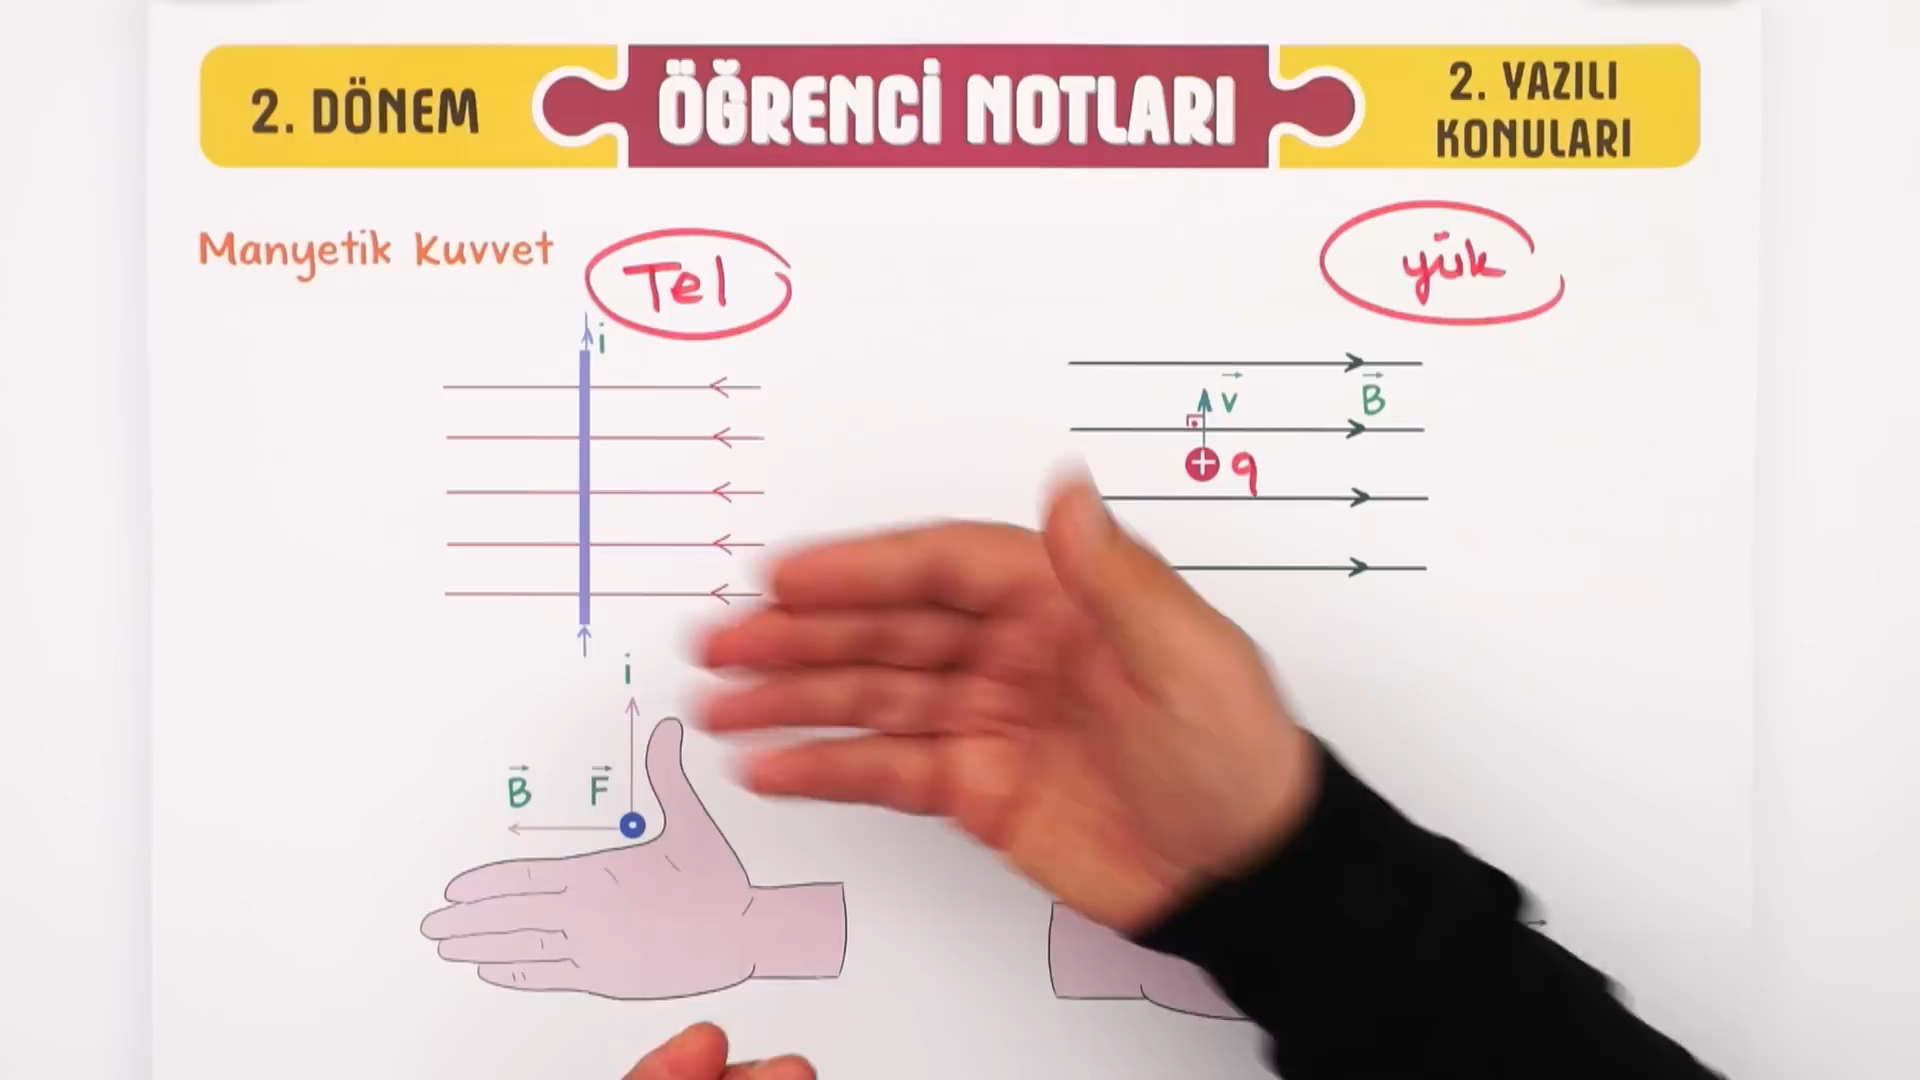 2. DÖNEM
ÖĞRENCİ NOTLARI
2. YAZILI
KONULARI
Manyetik Kuvvet
Tel
yük
i
v
B
q
i
B
F